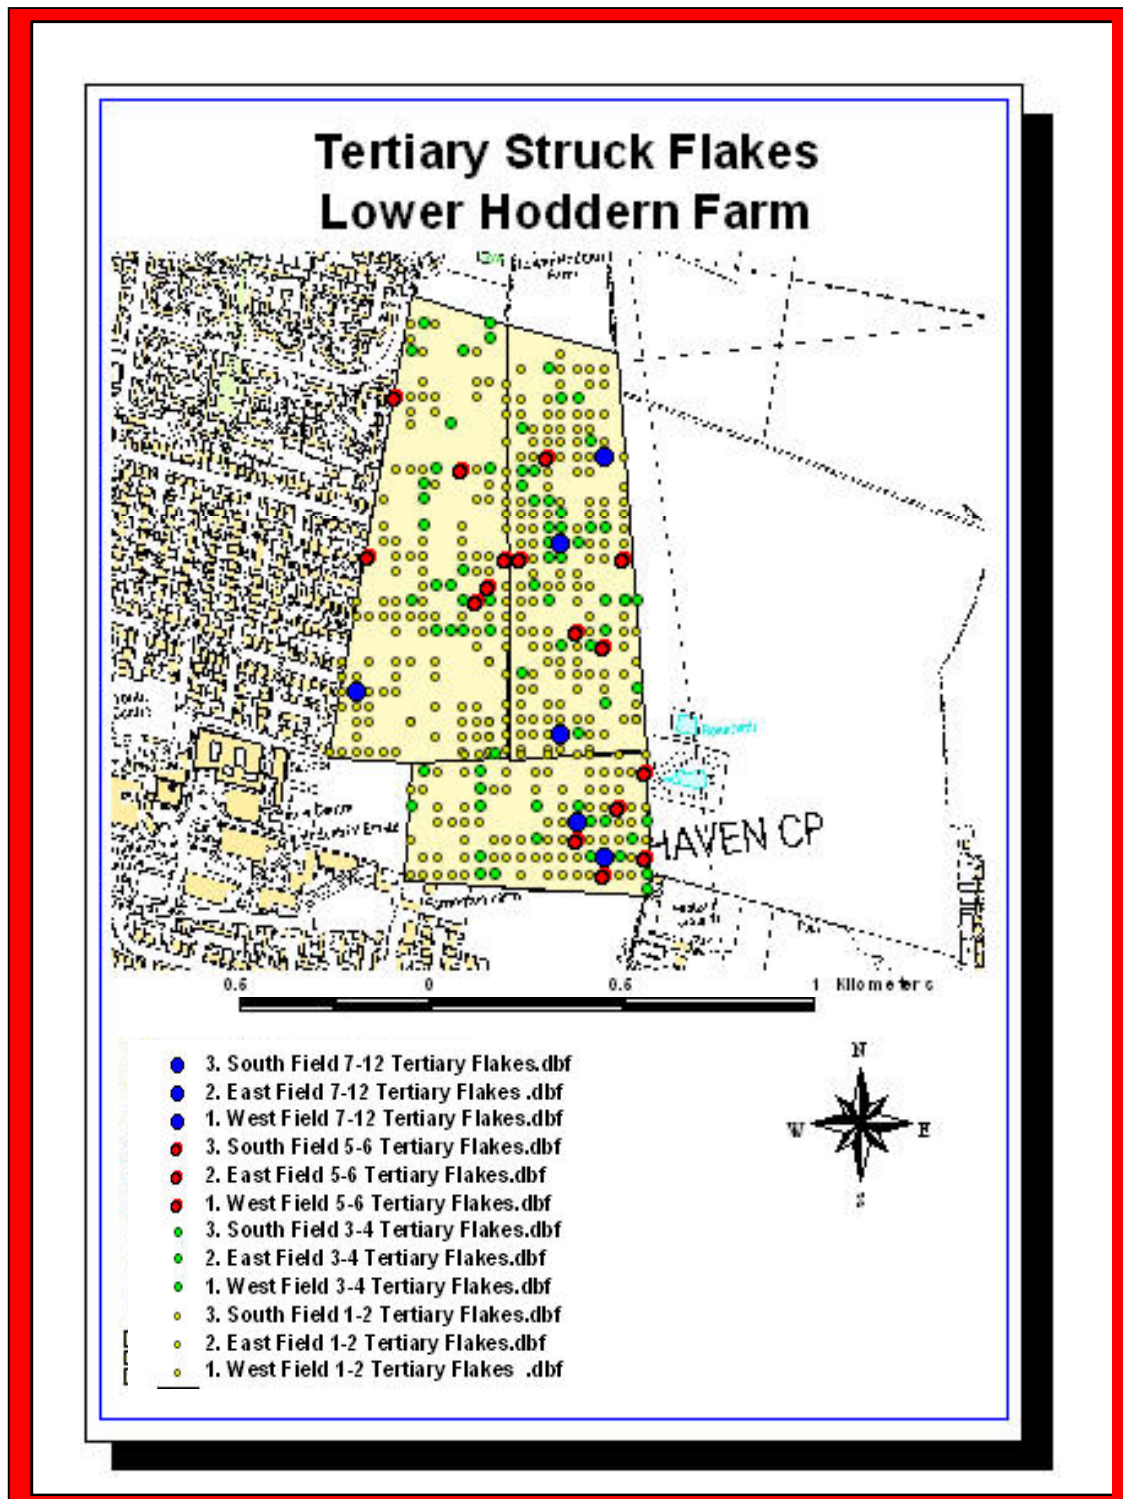 Tertiary Struck Flakes
Lower Hoddern Farm
Farm
HAVEN CP
0.5 0 0.5 1 Kilometers
3. South Field 7-12 Tertiary Flakes.dbf
2. East Field 7-12 Tertiary Flakes .dbf
1. West Field 7-12 Tertiary Flakes.dbf
3. South Field 5-6 Tertiary Flakes.dbf
2. East Field 5-6 Tertiary Flakes.dbf
1. West Field 5-6 Tertiary Flakes.dbf
3. South Field 3-4 Tertiary Flakes.dbf
2. East Field 3-4 Tertiary Flakes.dbf
1. West Field 3-4 Tertiary Flakes.dbf
3. South Field 1-2 Tertiary Flakes.dbf
2. East Field 1-2 Tertiary Flakes.dbf
1. West Field 1-2 Tertiary Flakes .dbf
N
W E
S